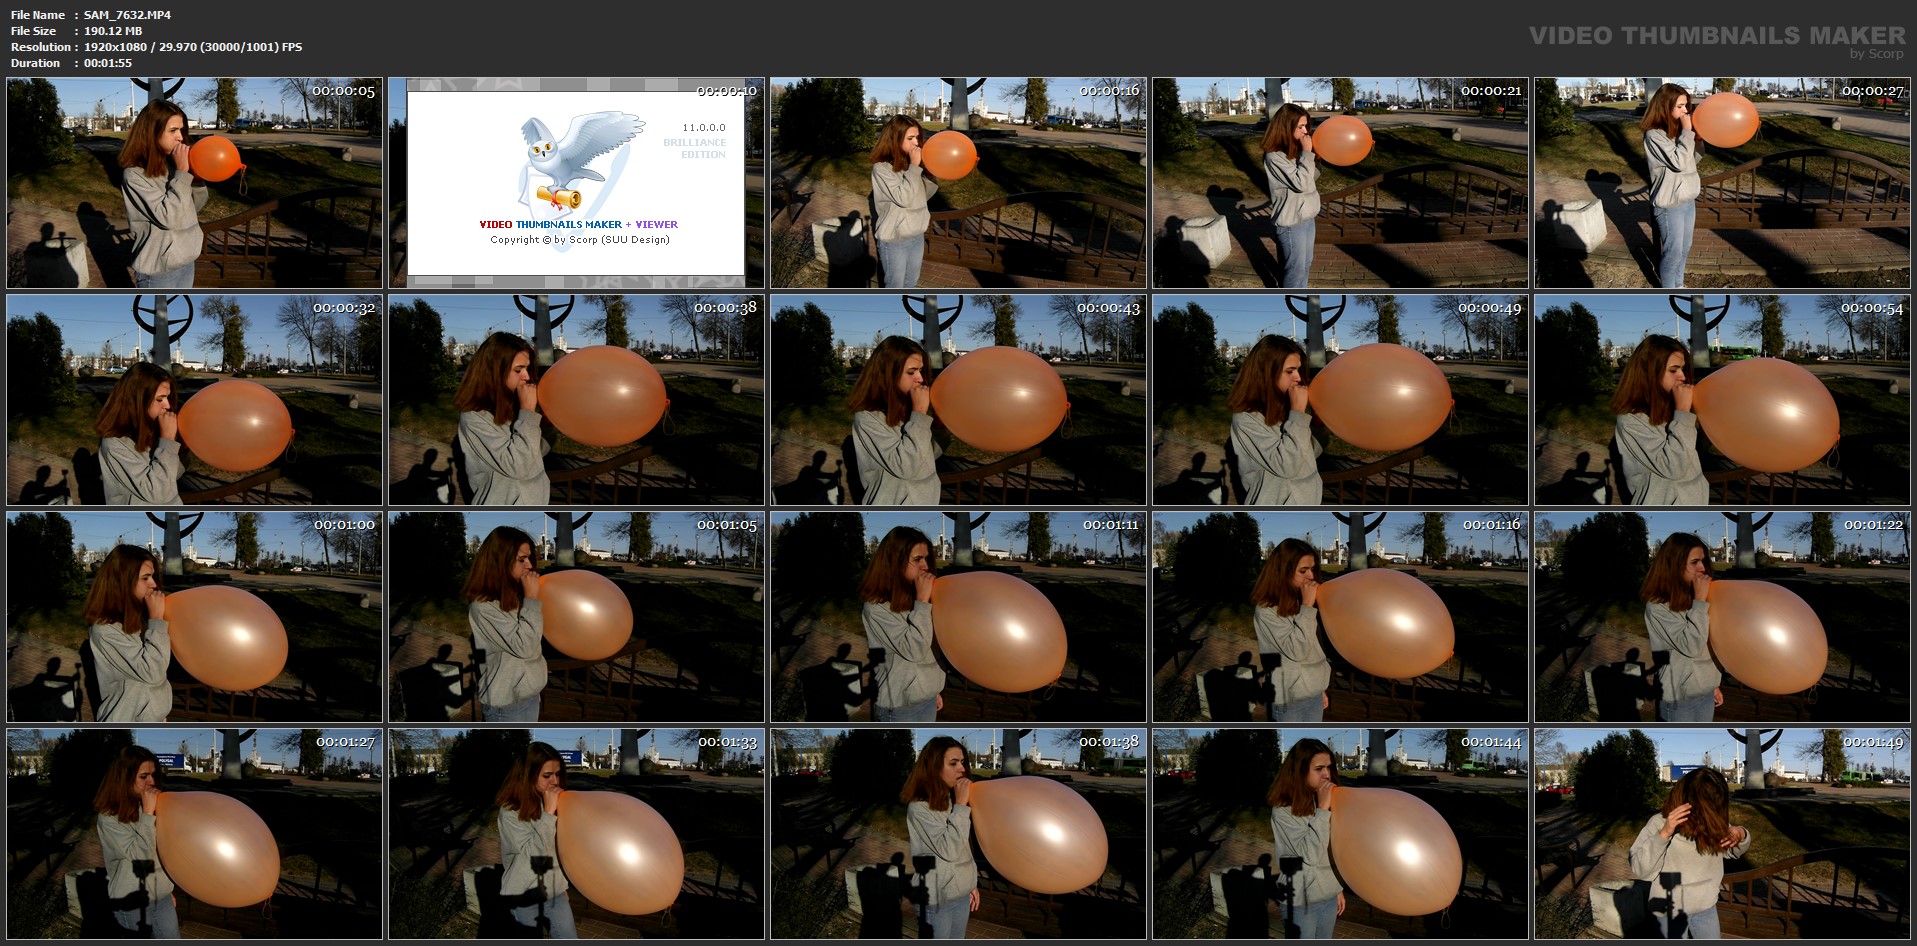 File Name : SAM_7632.MP4
File Size : 190.12 MB
Resolution : 1920x1080 / 29.970 (30000/1001) FPS
Duration : 00:01:55
VIDEO THUMBNAILS MAKER
by Scorp
00:00:05
00:00:10
00:00:16
00:00:21
00:00:27
11.0.0.0
BRILLIANCE
EDITION
VIDEO THUMBNAILS MAKER + VIEWER
Copyright © by Scorp (SUU Design)
00:00:32
00:00:38
00:00:43
00:00:49
00:00:54
01:00:00
00:01:05
00:01:11
00:01:16
00:01:22
00:01:27
00:01:33
00:01:38
00:01:44
00:01:49